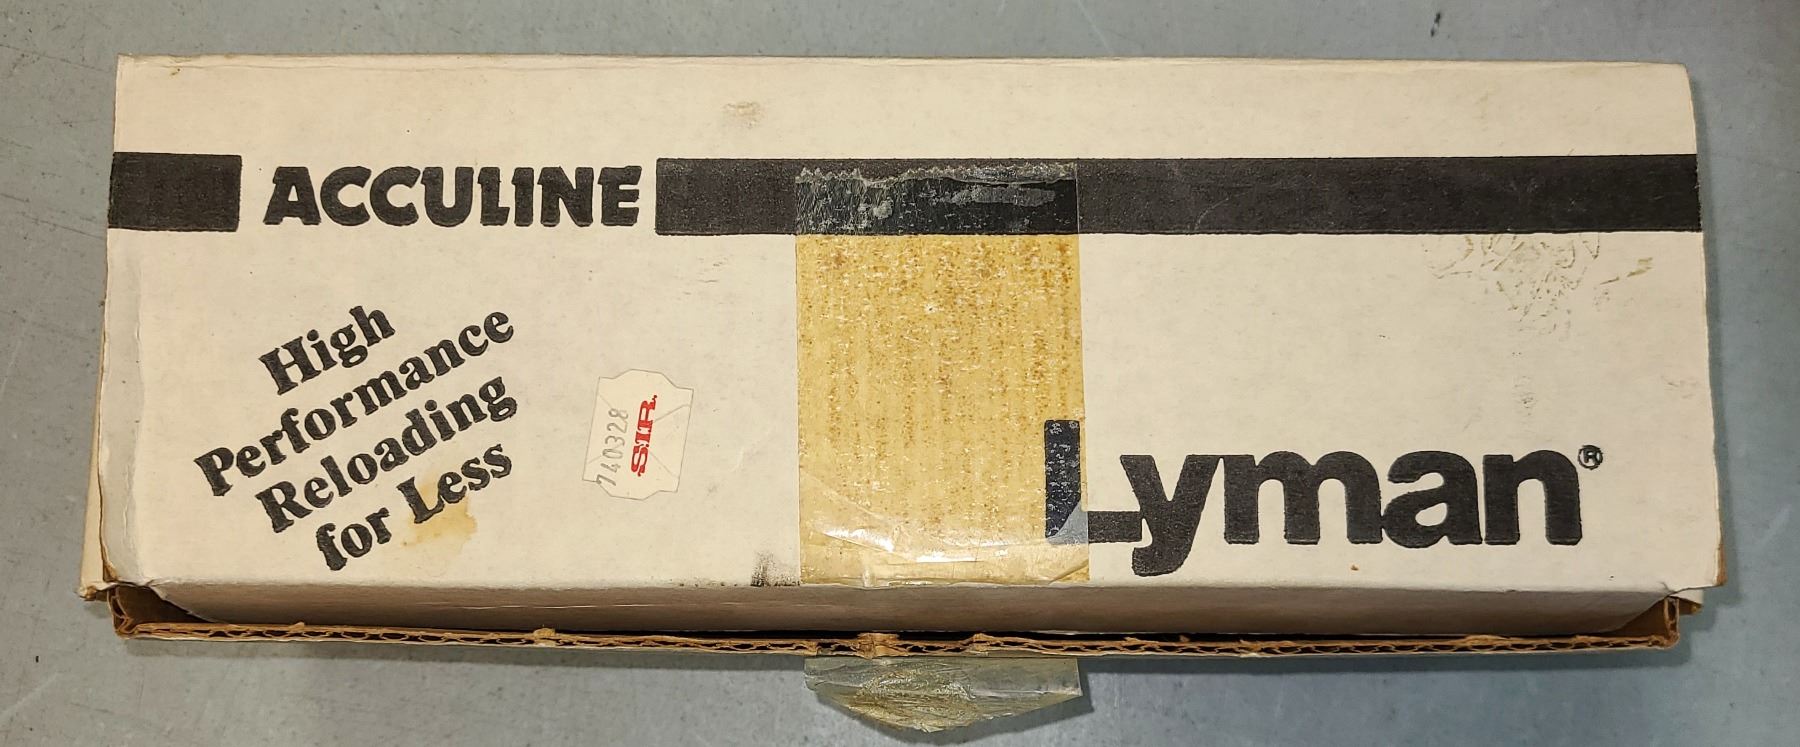 ACCULINE
High
Performance
Reloading
for Less
740328
S.I.R.
Lyman®